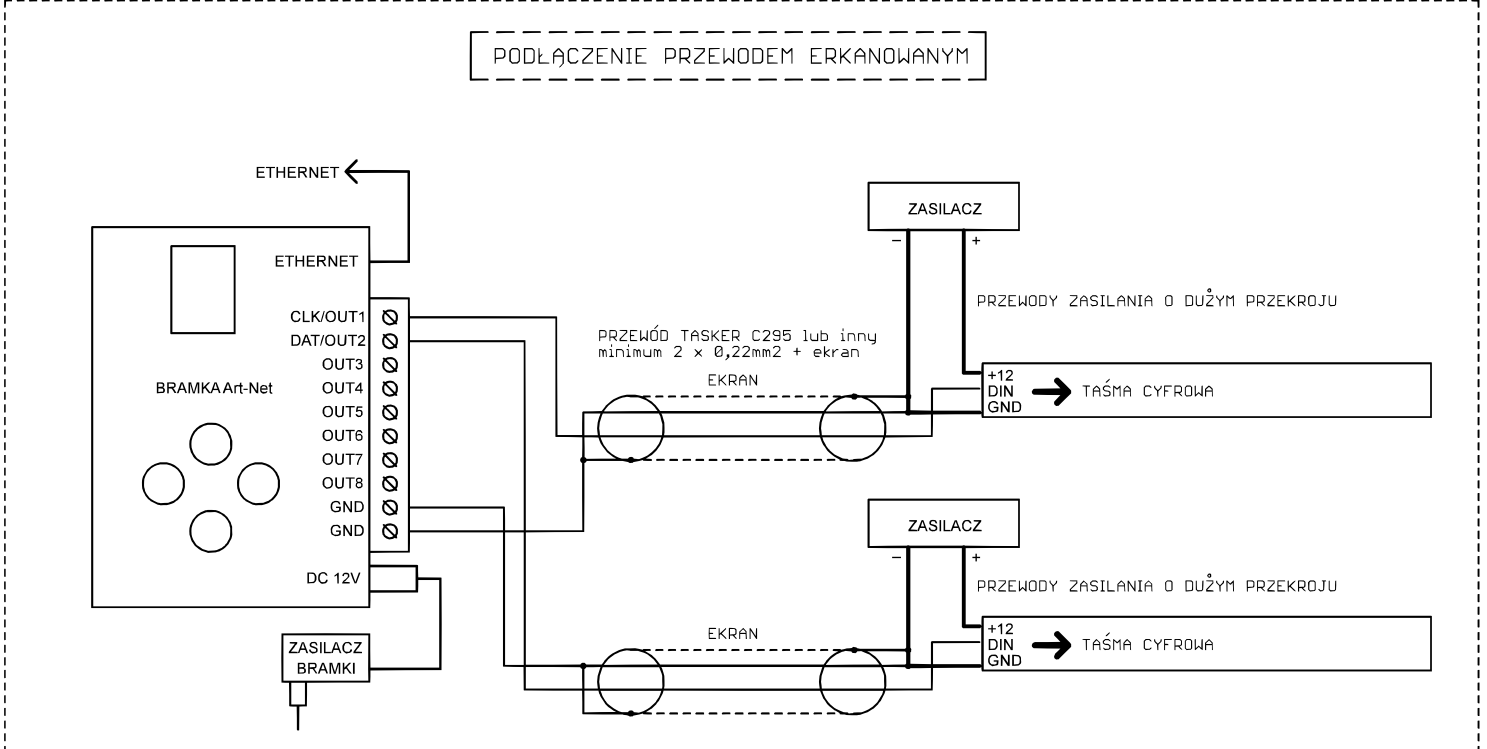 PODŁĄCZENIE PRZEWODEM ERKANOWANYM
ETHERNET
ETHERNET
CLK/OUT1
DAT/OUT2
OUT3
OUT4
OUT5
OUT6
OUT7
OUT8
GND
GND
DC 12V
BRAMKA Art-Net
ZASILACZ
BRAMKI
PRZEWÓD TASKER C295 lub inny
minimum 2 x 0,22mm2 + ekran
EKRAN
ZASILACZ
− +
PRZEWODY ZASILANIA O DUŻYM PRZEKROJU
+12
DIN
GND
TAŚMA CYFROWA
EKRAN
ZASILACZ
− +
PRZEWODY ZASILANIA O DUŻYM PRZEKROJU
+12
DIN
GND
TAŚMA CYFROWA